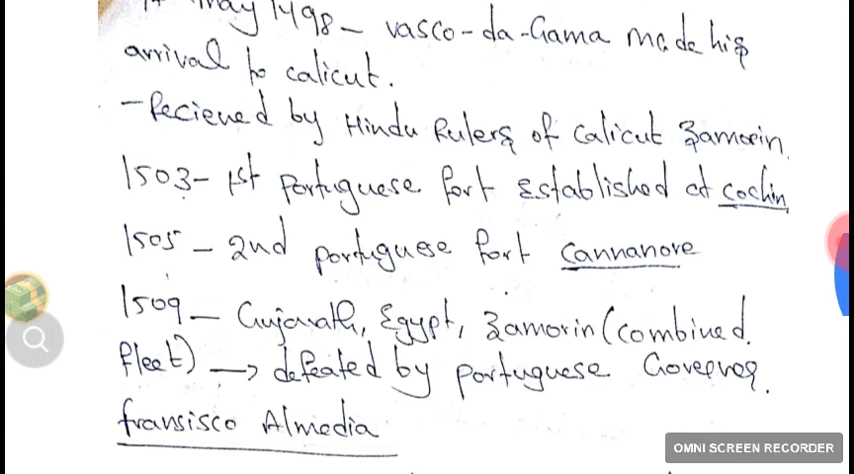 May 1498 - vasco-da-Gama made his
arrival to calicut.
- Recieved by Hindu Rulers of Calicut Zamorin.
1503 - 1st Portuguese fort Established at cochin
1505 - 2nd portuguese fort Cannanore
1509 - Gujarath, Egypt, Zamorin (combined.
fleet) → defeated by portuguese Governer.
fransisco Almedia
OMNI SCREEN RECORDER